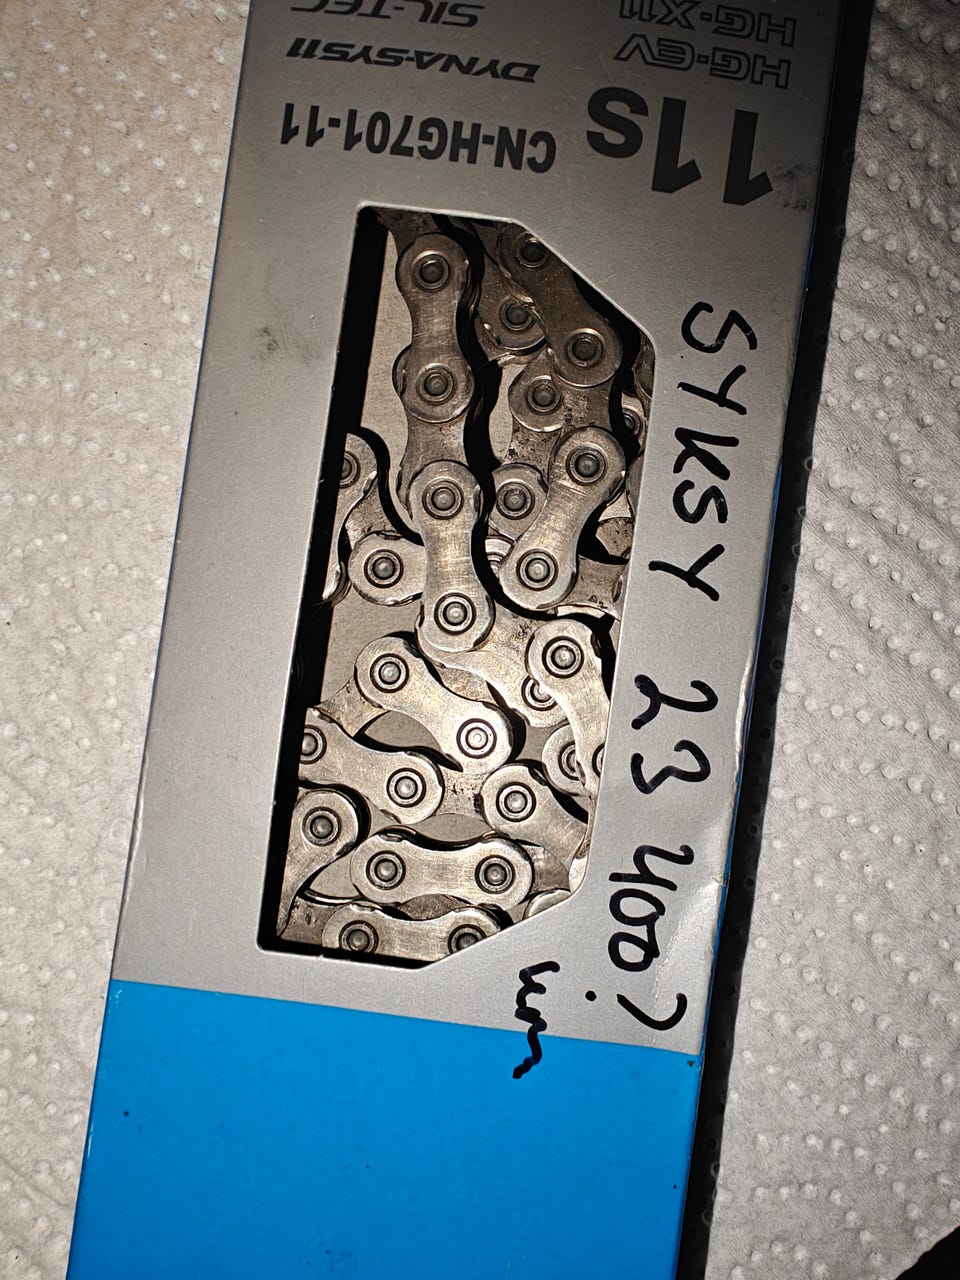 11s CN-HG701-11
HG-EV DYNA-SYS11
HG-X11 SIL-TEC
SYKSY 23 400?
km